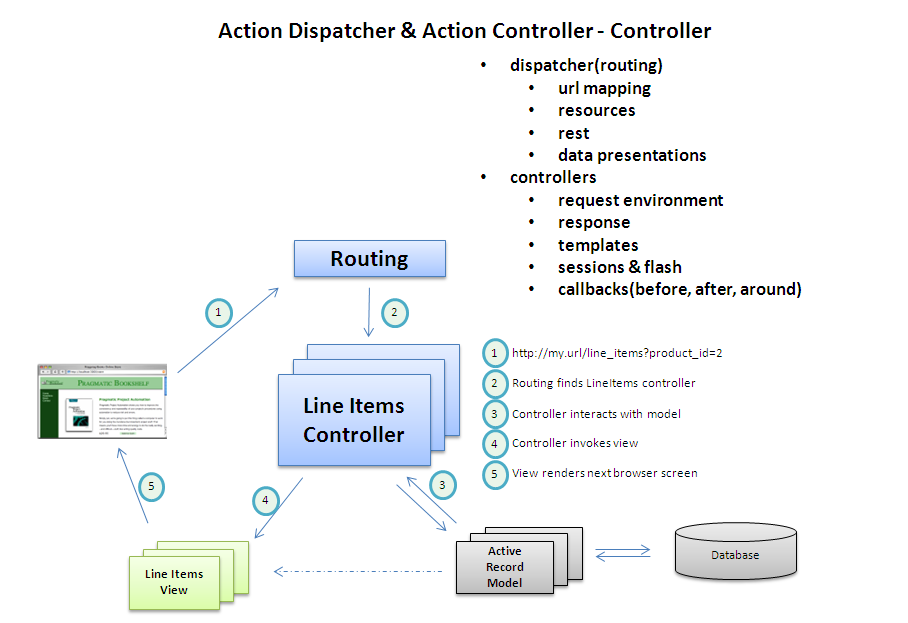 Action Dispatcher & Action Controller - Controller
• dispatcher(routing)
• url mapping
• resources
• rest
• data presentations
• controllers
• request environment
• response
• templates
• sessions & flash
• callbacks(before, after, around)
Routing
1
2
Line Items
Controller
1 http://my.url/line_items?product_id=2
2 Routing finds LineItems controller
3 Controller interacts with model
4 Controller invokes view
5 View renders next browser screen
PRAGMATIC BOOKSHELF
Pragmatic Project Automation
5
4
3
Line Items
View
Active
Record
Model
Database